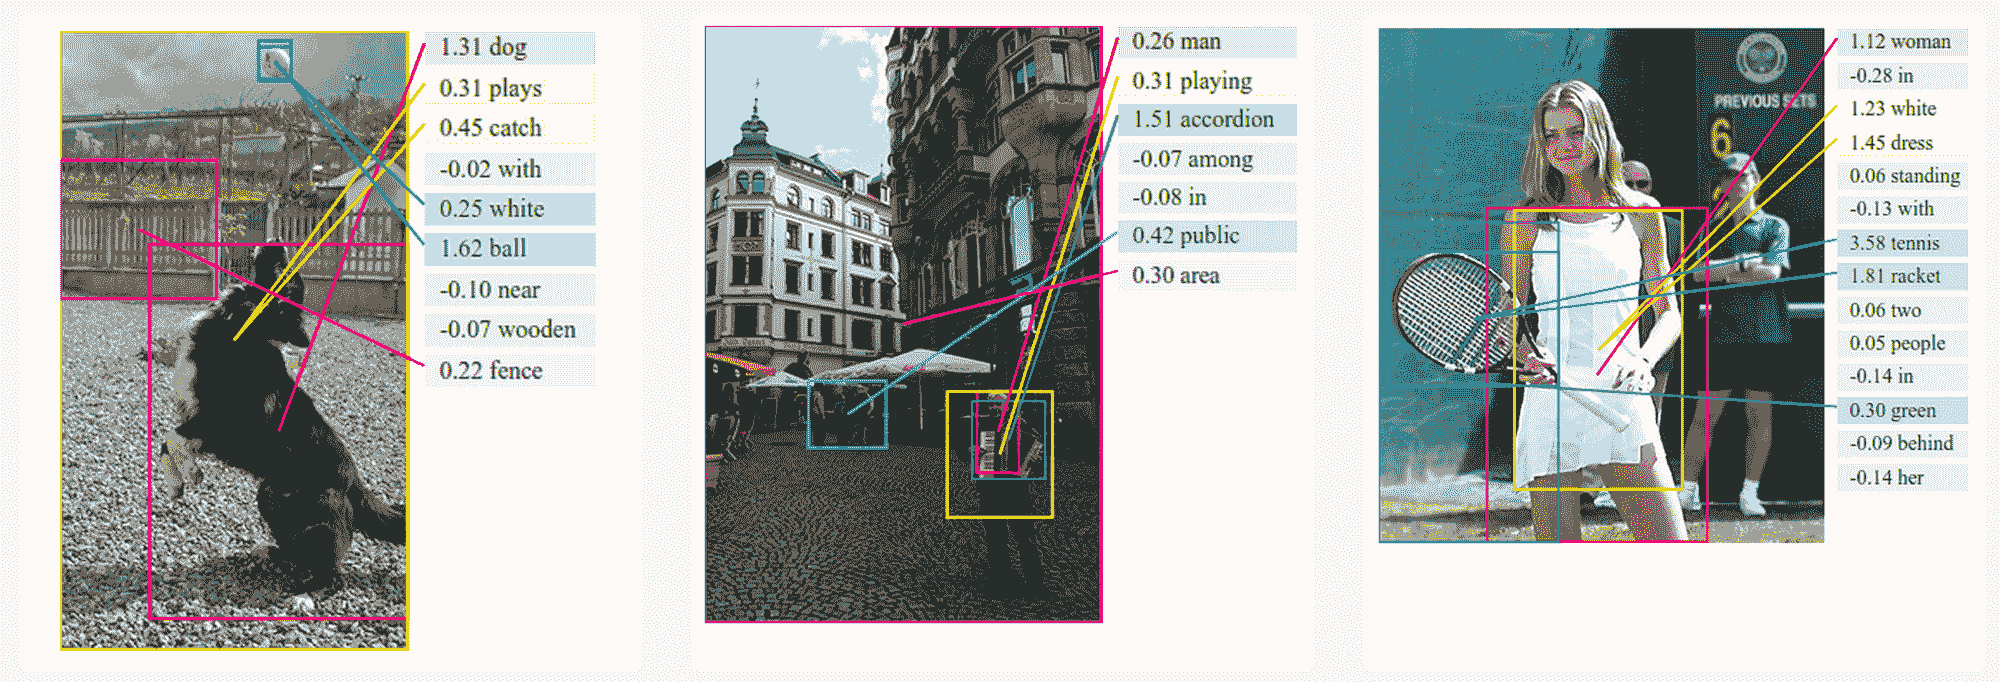 1.31 dog
0.31 plays
0.45 catch
-0.02 with
0.25 white
1.62 ball
-0.10 near
-0.07 wooden
0.22 fence
0.26 man
0.31 playing
1.51 accordion
-0.07 among
-0.08 in
0.42 public
0.30 area
PREVIOUS SETS
6
1.12 woman
-0.28 in
1.23 white
1.45 dress
0.06 standing
-0.13 with
3.58 tennis
1.81 racket
0.06 two
0.05 people
-0.14 in
0.30 green
-0.09 behind
-0.14 her